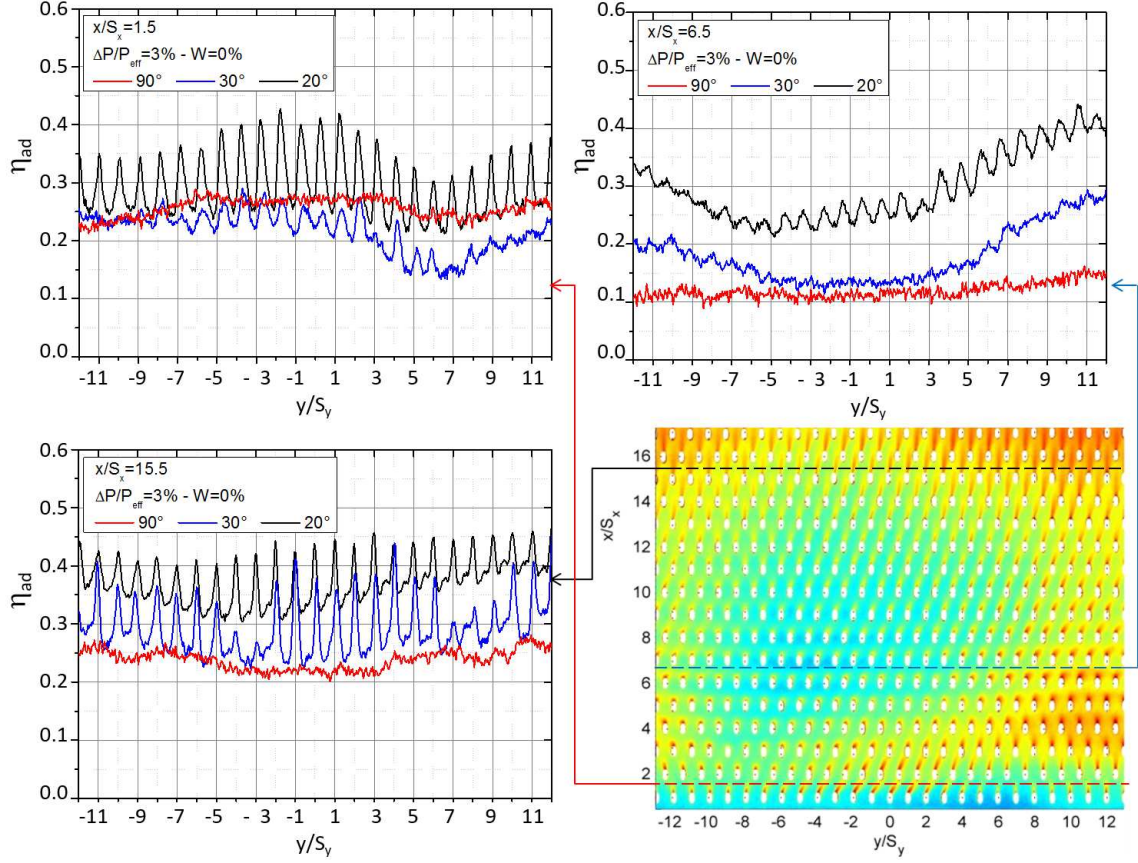 0.6
0.5
0.4
0.3
0.2
0.1
0.0
ηad
x/Sx=1.5
ΔP/Peff=3% - W=0%
90° 30° 20°
-11 -9 -7 -5 - 3 -1 1 3 5 7 9 11
y/Sy
0.6
0.5
0.4
0.3
0.2
0.1
0.0
ηad
x/Sx=6.5
ΔP/Peff=3% - W=0%
90° 30° 20°
-11 -9 -7 -5 -3 -1 1 3 5 7 9 11
y/Sy
0.6
0.5
0.4
0.3
0.2
0.1
0.0
ηad
x/Sx=15.5
ΔP/Peff=3% - W=0%
90° 30° 20°
-11 -9 -7 -5 -3 -1 1 3 5 7 9 11
y/Sy
16
14
12
10
8
6
4
2
x/Sx
-12 -10 -8 -6 -4 -2 0 2 4 6 8 10 12
y/Sy